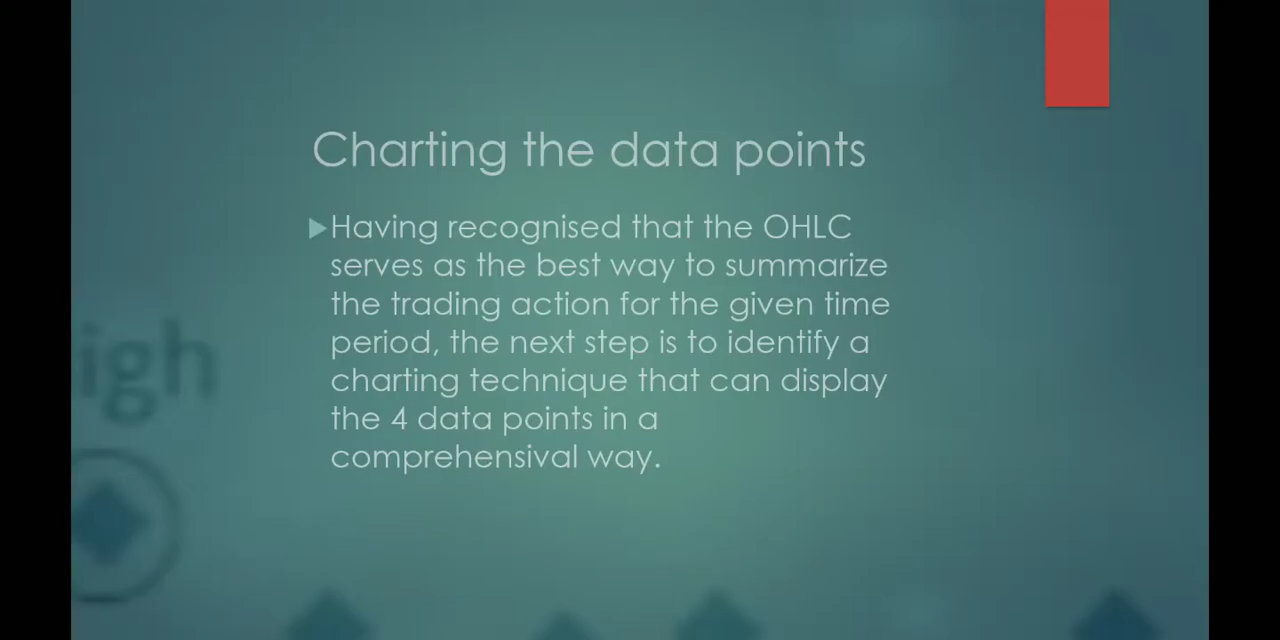 Charting the data points
Having recognised that the OHLC
serves as the best way to summarize
the trading action for the given time
period, the next step is to identify a
charting technique that can display
the 4 data points in a
comprehensival way.
igh